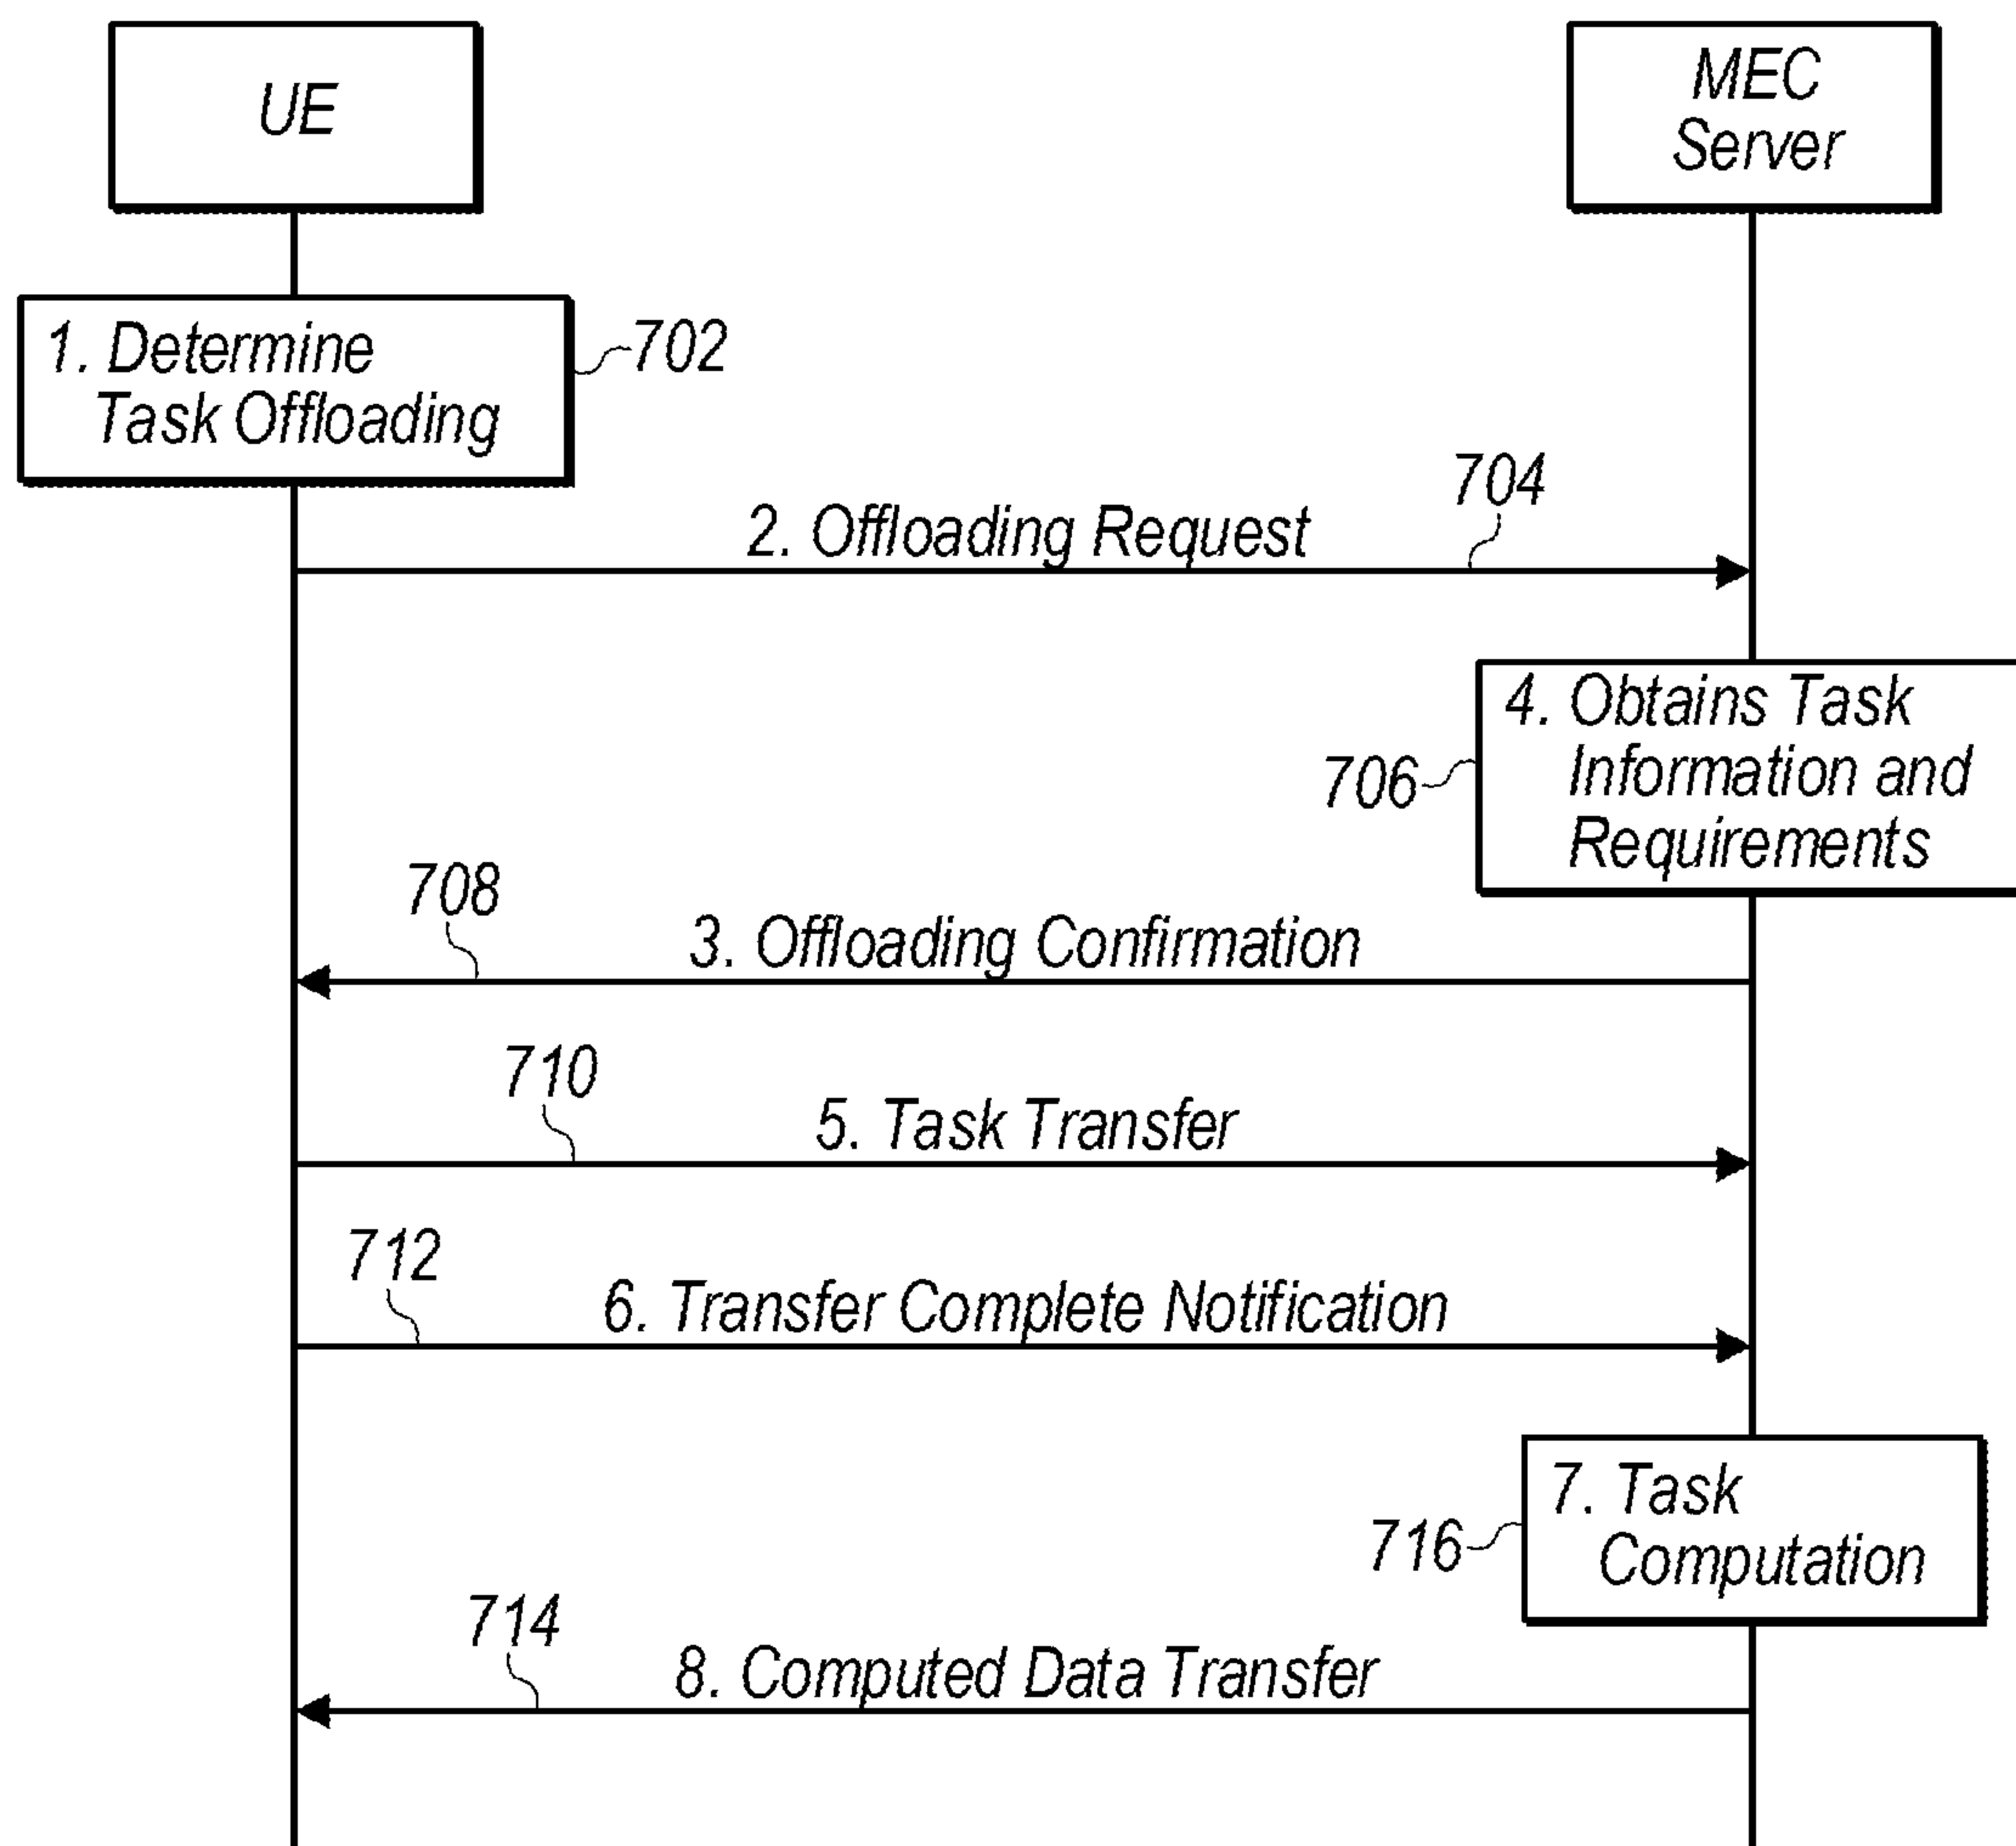 UE
MEC
Server
1. Determine
Task Offloading
702
704
2. Offloading Request
4. Obtains Task
Information and
Requirements
706
708
3. Offloading Confirmation
710
5. Task Transfer
712
6. Transfer Complete Notification
7. Task
Computation
716
714
8. Computed Data Transfer